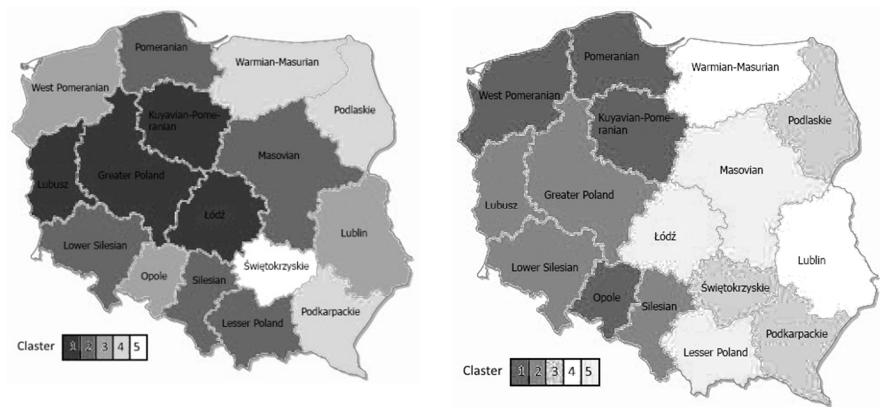 Pomeranian
Warmian-Masurian
West Pomeranian
Kuyavian-Pome-
ranian
Podlaskie
Masovian
Lubusz
Greater Poland
Łódź
Lublin
Lower Silesian
Opole
Silesian
Świętokrzyskie
Lesser Poland
Podkarpackie
Claster 1 2 3 4 5
Pomeranian
Warmian-Masurian
West Pomeranian
Kuyavian-Pome-
ranian
Podlaskie
Masovian
Lubusz
Greater Poland
Łódź
Lublin
Lower Silesian
Opole
Silesian
Świętokrzyskie
Podkarpackie
Lesser Poland
Claster 1 2 3 4 5